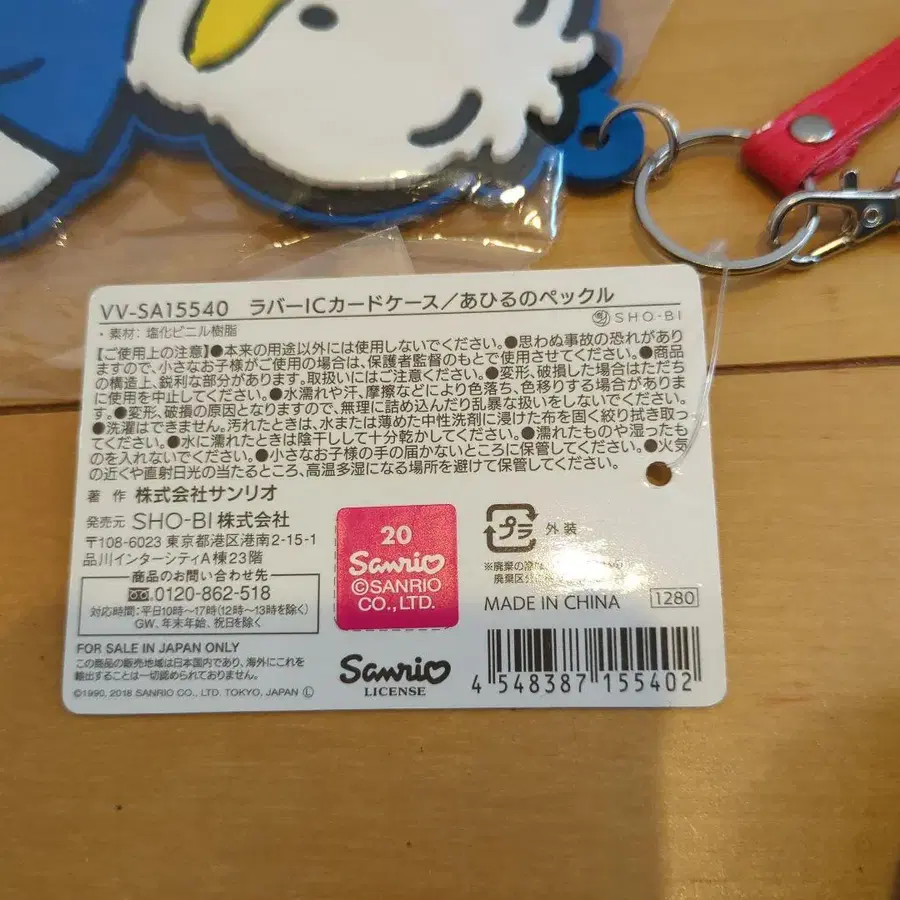 VV-SA15540 ラバーICカードケース/あひるのペックル
・素材: 塩化ビニル樹脂
SHO-BI
【ご使用上の注意】●本来の用途以外には使用しないでください。●思わぬ事故の恐れがあり
ますので、小さなお子様がご使用の場合は、保護者監督のもとで使用させてください。●商品
の構造上、鋭利な部分があります。取扱いにはご注意ください。●変形、破損した場合はただち
に使用を中止してください。●水濡れや汗、摩擦などにより色落ち、色移りする場合がありま
す。●変形、破損の原因となりますので、無理に詰め込んだり乱暴な扱いをしないでください。
●洗濯はできません。汚れたときは、水または薄めた中性洗剤に浸けた布を固く絞り拭き取っ
てください。●水に濡れたときは陰干しして十分乾かしてください。●濡れたものや湿ったも
のを入れないでください。●小さなお子様の手の届かないところに保管してください。●火気
の近くや直射日光の当たるところ、高温多湿になる場所を避けて保管してください。
著 作 株式会社サンリオ
発売元 SHO-BI株式会社
〒108-6023 東京都港区港南2-15-1
品川インターシティA棟23階
商品のお問い合わせ先
0120-862-518
対応時間:平日10時〜17時(12時〜13時を除く)
GW、年末年始、祝日を除く
FOR SALE IN JAPAN ONLY
この商品の販売地域は日本国内であり、海外にこれを
輸出することは一切認められておりません。
©1990, 2018 SANRIO CO., LTD. TOKYO, JAPAN Ⓛ
20
Sanrio
©SANRIO
CO., LTD.
Sanrio
LICENSE
プラ 外装
※廃棄の際
廃棄区分
MADE IN CHINA 1280
4 548387 155402